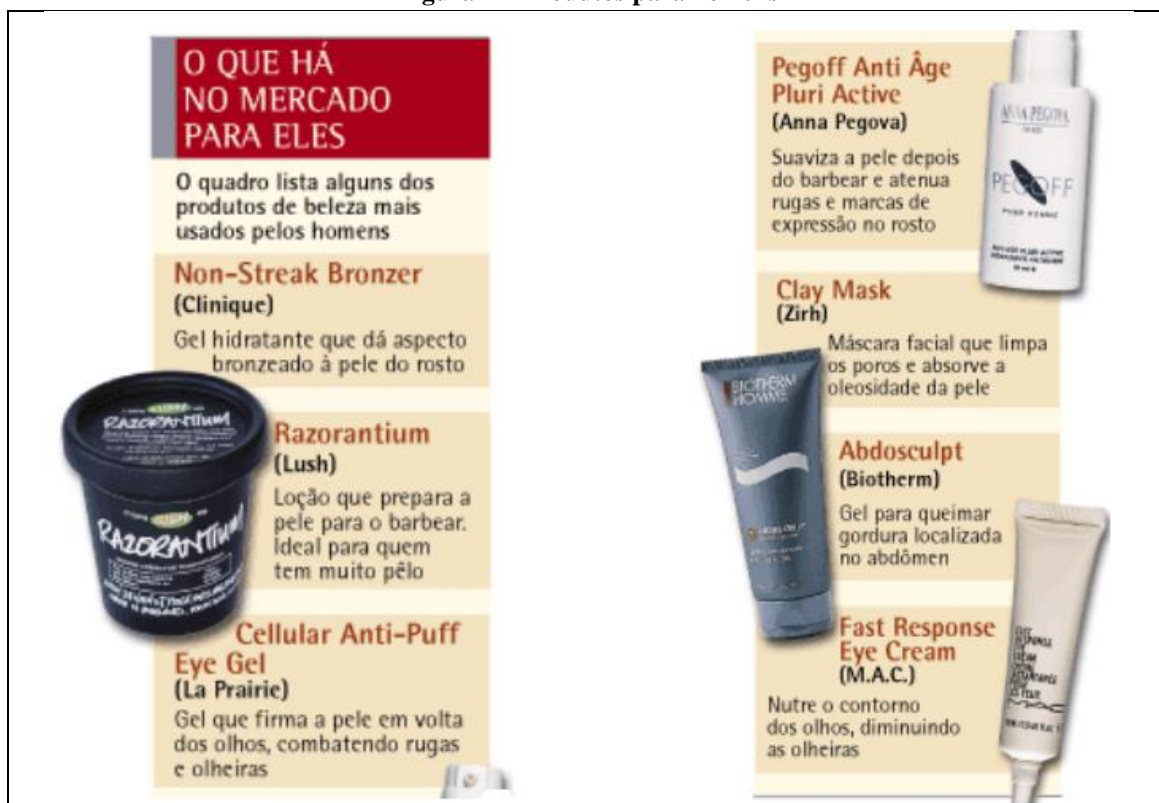 O QUE HÁ
NO MERCADO
PARA ELES
O quadro lista alguns dos
produtos de beleza mais
usados pelos homens
Non-Streak Bronzer
(Clinique)
Gel hidratante que dá aspecto
bronzeado à pele do rosto
RAZORANTIUM
RAZORANTIUM
Razorantium
(Lush)
Loção que prepara a
pele para o barbear.
Ideal para quem
tem muito pêlo
Cellular Anti-Puff
Eye Gel
(La Prairie)
Gel que firma a pele em volta
dos olhos, combatendo rugas
e olheiras
Pegoff Anti Âge
Pluri Active
(Anna Pegova)
Suaviza a pele depois
do barbear e atenua
rugas e marcas de
expressão no rosto
ANNA PEGOVA
PEGOFF
POUR HOMME
Clay Mask
(Zirh)
Máscara facial que limpa
os poros e absorve a
oleosidade da pele
BIOTHERM
HOMME
Abdosculpt
(Biotherm)
Gel para queimar
gordura localizada
no abdômen
Fast Response
Eye Cream
(M.A.C.)
Nutre o contorno
dos olhos, diminuindo
as olheiras
FAST
RESPONSE
EYE
CREAM